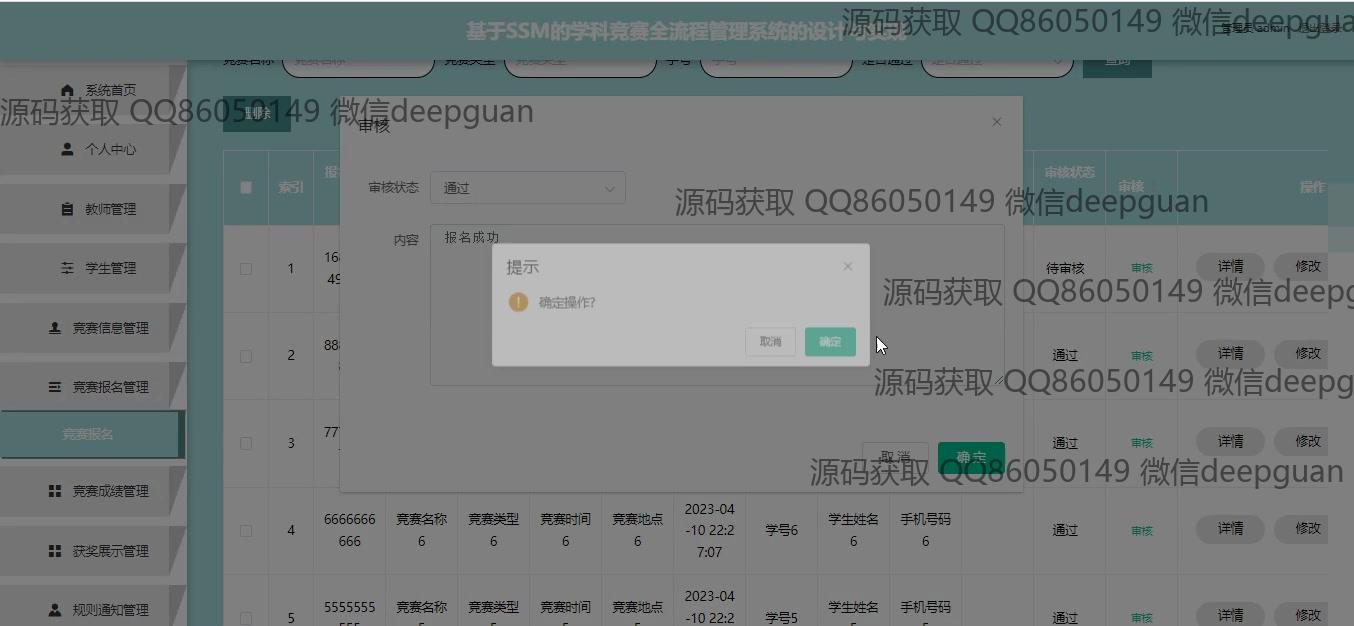 基于SSM的学科竞赛全流程管理系统的设计与实现
源码获取 QQ86050149 微信deepgua
管理员 admin
竞赛名称 竞赛名称 竞赛类型 竞赛类型 学号 学号 是否通过 是否通过 查询
系统首页
源码获取 QQ86050149 微信deepguan
删除
审核
个人中心
教师管理
学生管理
竞赛信息管理
竞赛报名管理
竞赛报名
竞赛成绩管理
获奖展示管理
规则通知管理
索引 审核状态 审核 操作
审核状态 通过
源码获取 QQ86050149 微信deepguan
内容 报名成功
提示
确定操作?
取消 确定
取消 确定
1 待审核 审核 详情 修改
源码获取 QQ86050149 微信deepg
2 通过 审核 详情 修改
源码获取 QQ86050149 微信deepg
3 通过 审核 详情 修改
源码获取 QQ86050149 微信deepguan
4 6666666666 竞赛名称6 竞赛类型6 竞赛时间6 竞赛地点6 2023-04-10 22:27:07 学号6 学生姓名6 手机号码6 通过 审核 详情 修改
5 5555555 竞赛名称 竞赛类型 竞赛时间 竞赛地点 2023-04-10 22:2 学号5 学生姓名 手机号码 通过 审核 详情 修改